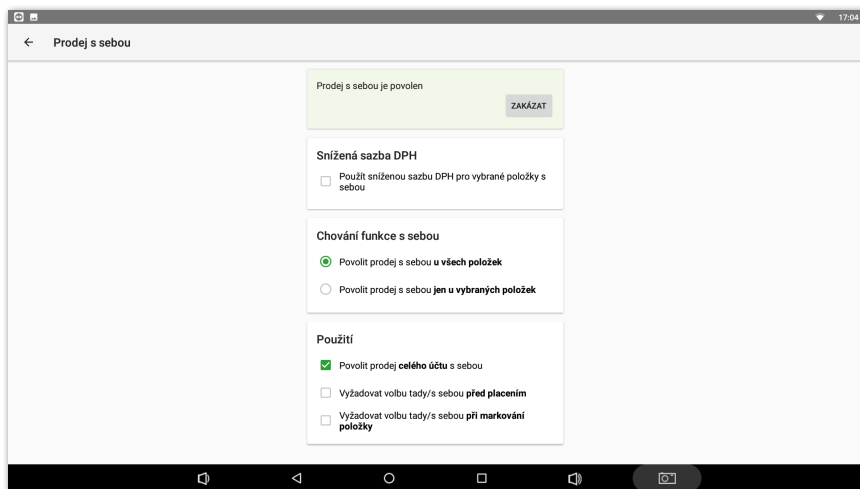 17:04
Prodej s sebou
Prodej s sebou je povolen
ZAKÁZAT
Snížená sazba DPH
Použít sníženou sazbu DPH pro vybrané položky s
sebou
Chování funkce s sebou
Povolit prodej s sebou u všech položek
Povolit prodej s sebou jen u vybraných položek
Použití
Povolit prodej celého účtu s sebou
Vyžadovat volbu tady/s sebou před placením
Vyžadovat volbu tady/s sebou při markování
položky